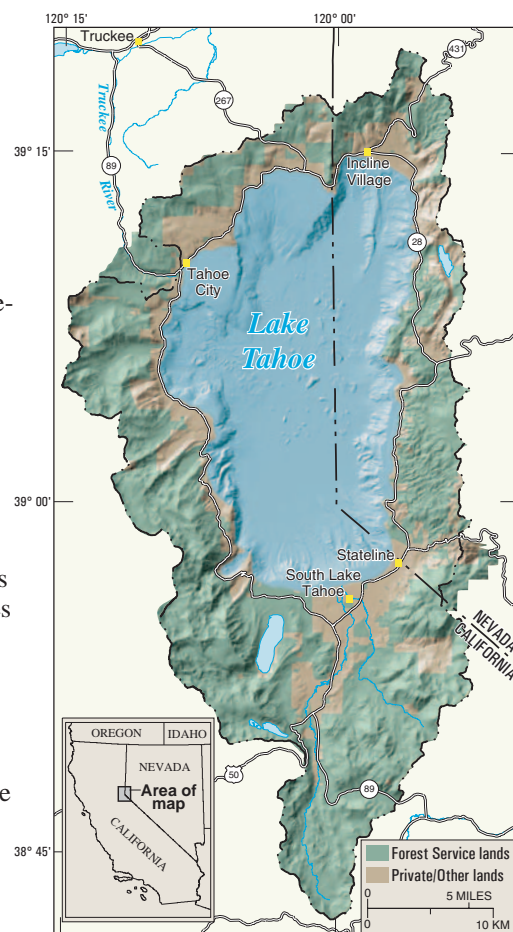 120° 15'
120° 00'
Truckee
431
267
Truckee
River
89
39° 15'
Incline
Village
28
Tahoe
City
e-
Lake
Tahoe
39° 00'
Stateline
South Lake
Tahoe
s
s
NEVADA
CALIFORNIA
OREGON
IDAHO
NEVADA
Area of
map
CALIFORNIA
50
89
e
38° 45'
Forest Service lands
Private/Other lands
0
5 MILES
0
10 KM